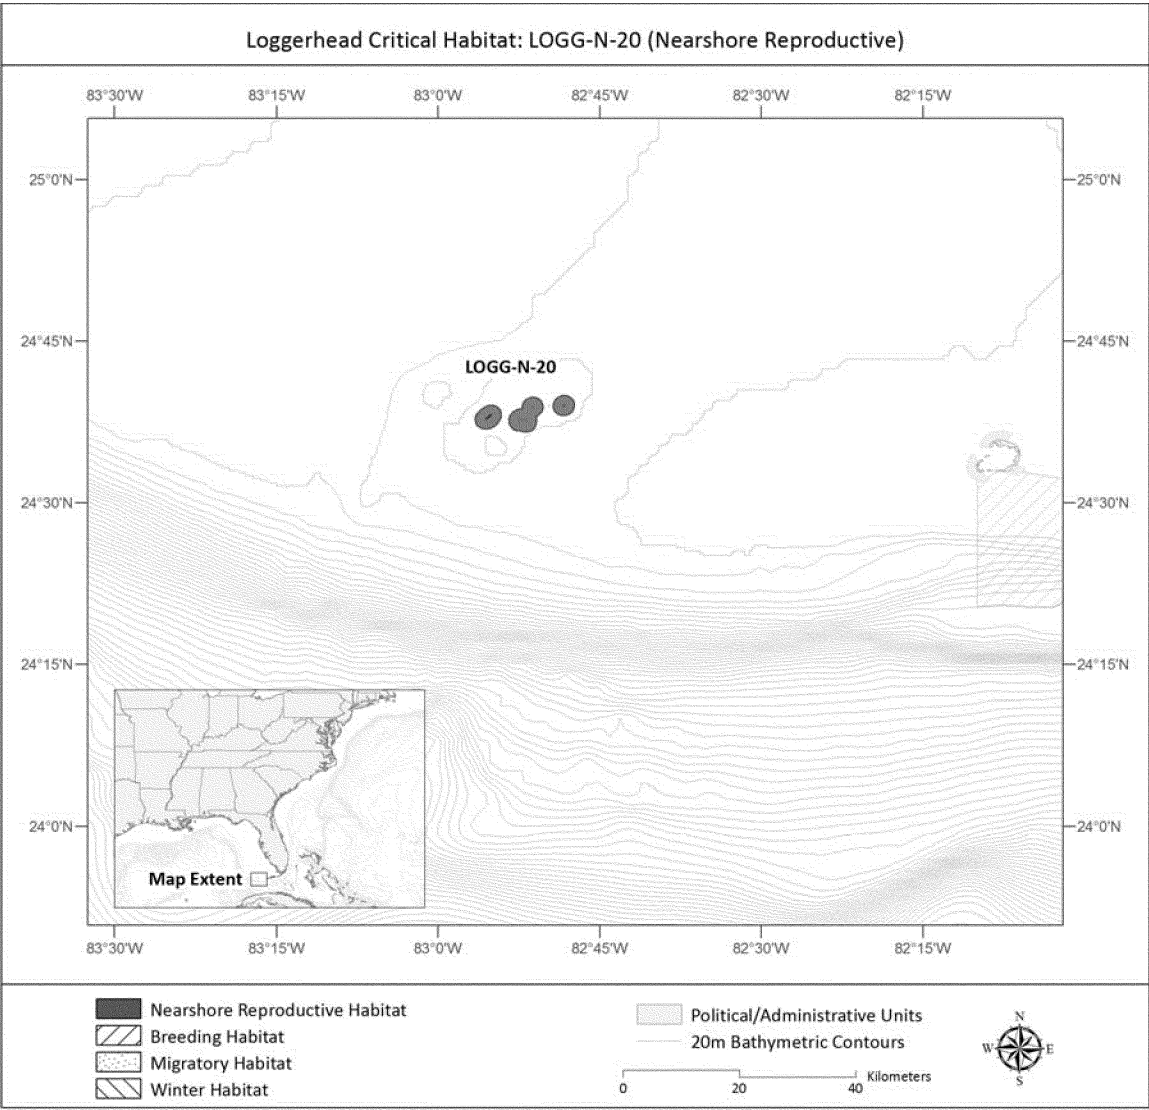 Loggerhead Critical Habitat: LOGG-N-20 (Nearshore Reproductive)
83°30'W 83°15'W 83°0'W 82°45'W 82°30'W 82°15'W
25°0'N 25°0'N
24°45'N 24°45'N
LOGG-N-20
24°30'N 24°30'N
24°15'N 24°15'N
24°0'N 24°0'N
Map Extent
83°30'W 83°15'W 83°0'W 82°45'W 82°30'W 82°15'W
Nearshore Reproductive Habitat
Breeding Habitat
Migratory Habitat
Winter Habitat
Political/Administrative Units
20m Bathymetric Contours
Kilometers
0 20 40
N
W E
S